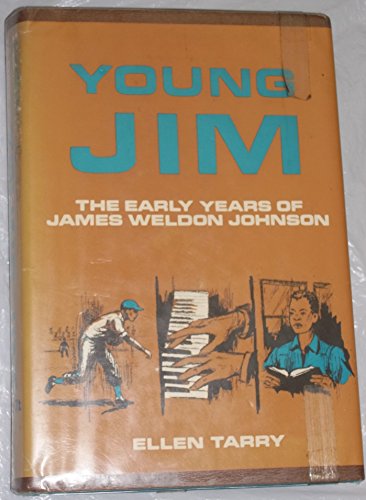 YOUNG
JIM
THE EARLY YEARS OF
JAMES WELDON JOHNSON
ELLEN TARRY